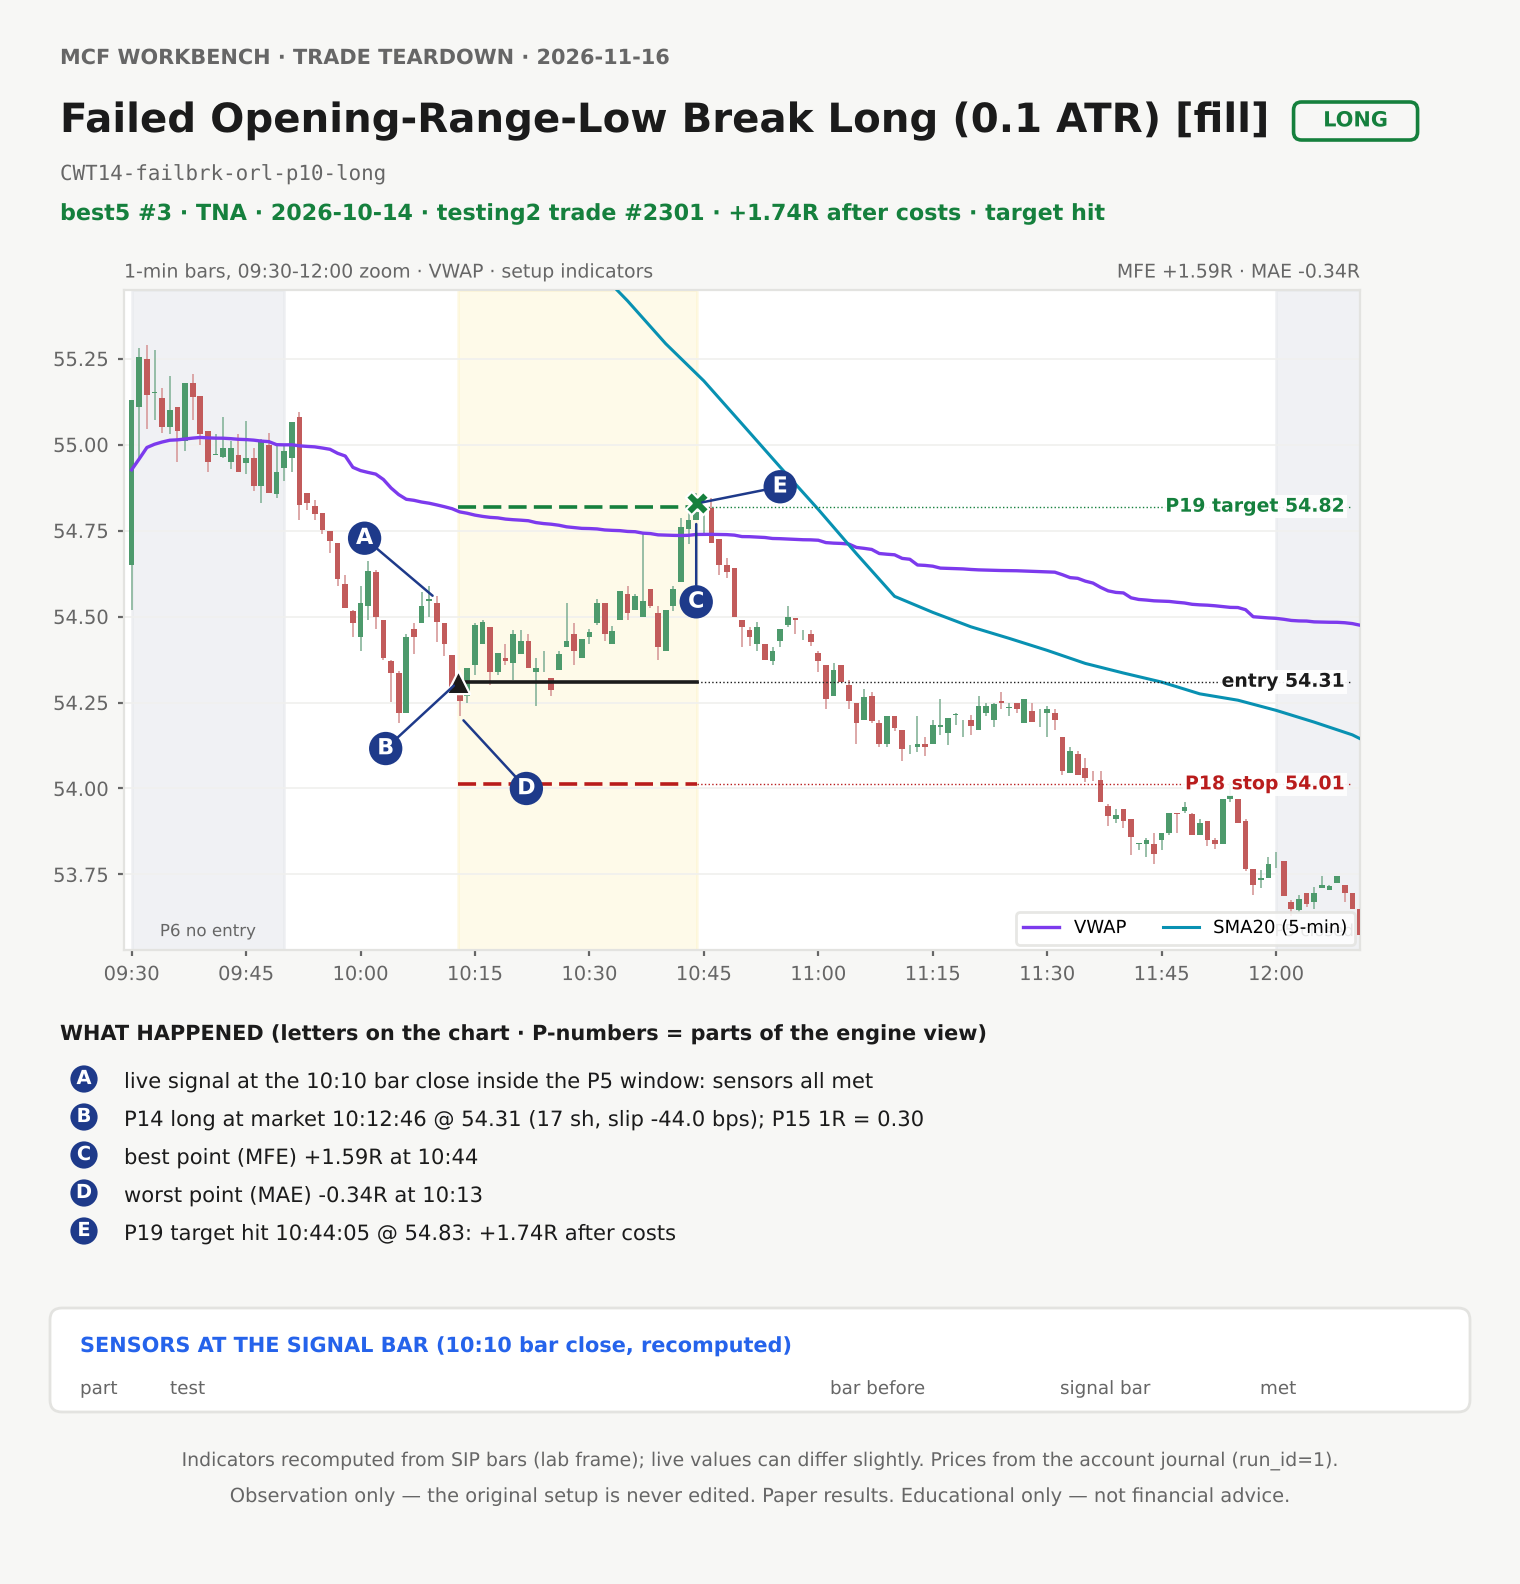 MCF WORKBENCH · TRADE TEARDOWN · 2026-11-16
Failed Opening-Range-Low Break Long (0.1 ATR) [fill]
LONG
CWT14-failbrk-orl-p10-long
best5 #3 · TNA · 2026-10-14 · testing2 trade #2301 · +1.74R after costs · target hit
1-min bars, 09:30-12:00 zoom · VWAP · setup indicators
MFE +1.59R · MAE -0.34R
55.25
55.00
54.75
54.50
54.25
54.00
53.75
A
B
C
D
E
P19 target 54.82
entry 54.31
P18 stop 54.01
P6 no entry
VWAP
SMA20 (5-min)
09:30
09:45
10:00
10:15
10:30
10:45
11:00
11:15
11:30
11:45
12:00
WHAT HAPPENED (letters on the chart · P-numbers = parts of the engine view)
A live signal at the 10:10 bar close inside the P5 window: sensors all met
B P14 long at market 10:12:46 @ 54.31 (17 sh, slip -44.0 bps); P15 1R = 0.30
C best point (MFE) +1.59R at 10:44
D worst point (MAE) -0.34R at 10:13
E P19 target hit 10:44:05 @ 54.83: +1.74R after costs
SENSORS AT THE SIGNAL BAR (10:10 bar close, recomputed)
part test bar before signal bar met
Indicators recomputed from SIP bars (lab frame); live values can differ slightly. Prices from the account journal (run_id=1).
Observation only — the original setup is never edited. Paper results. Educational only — not financial advice.